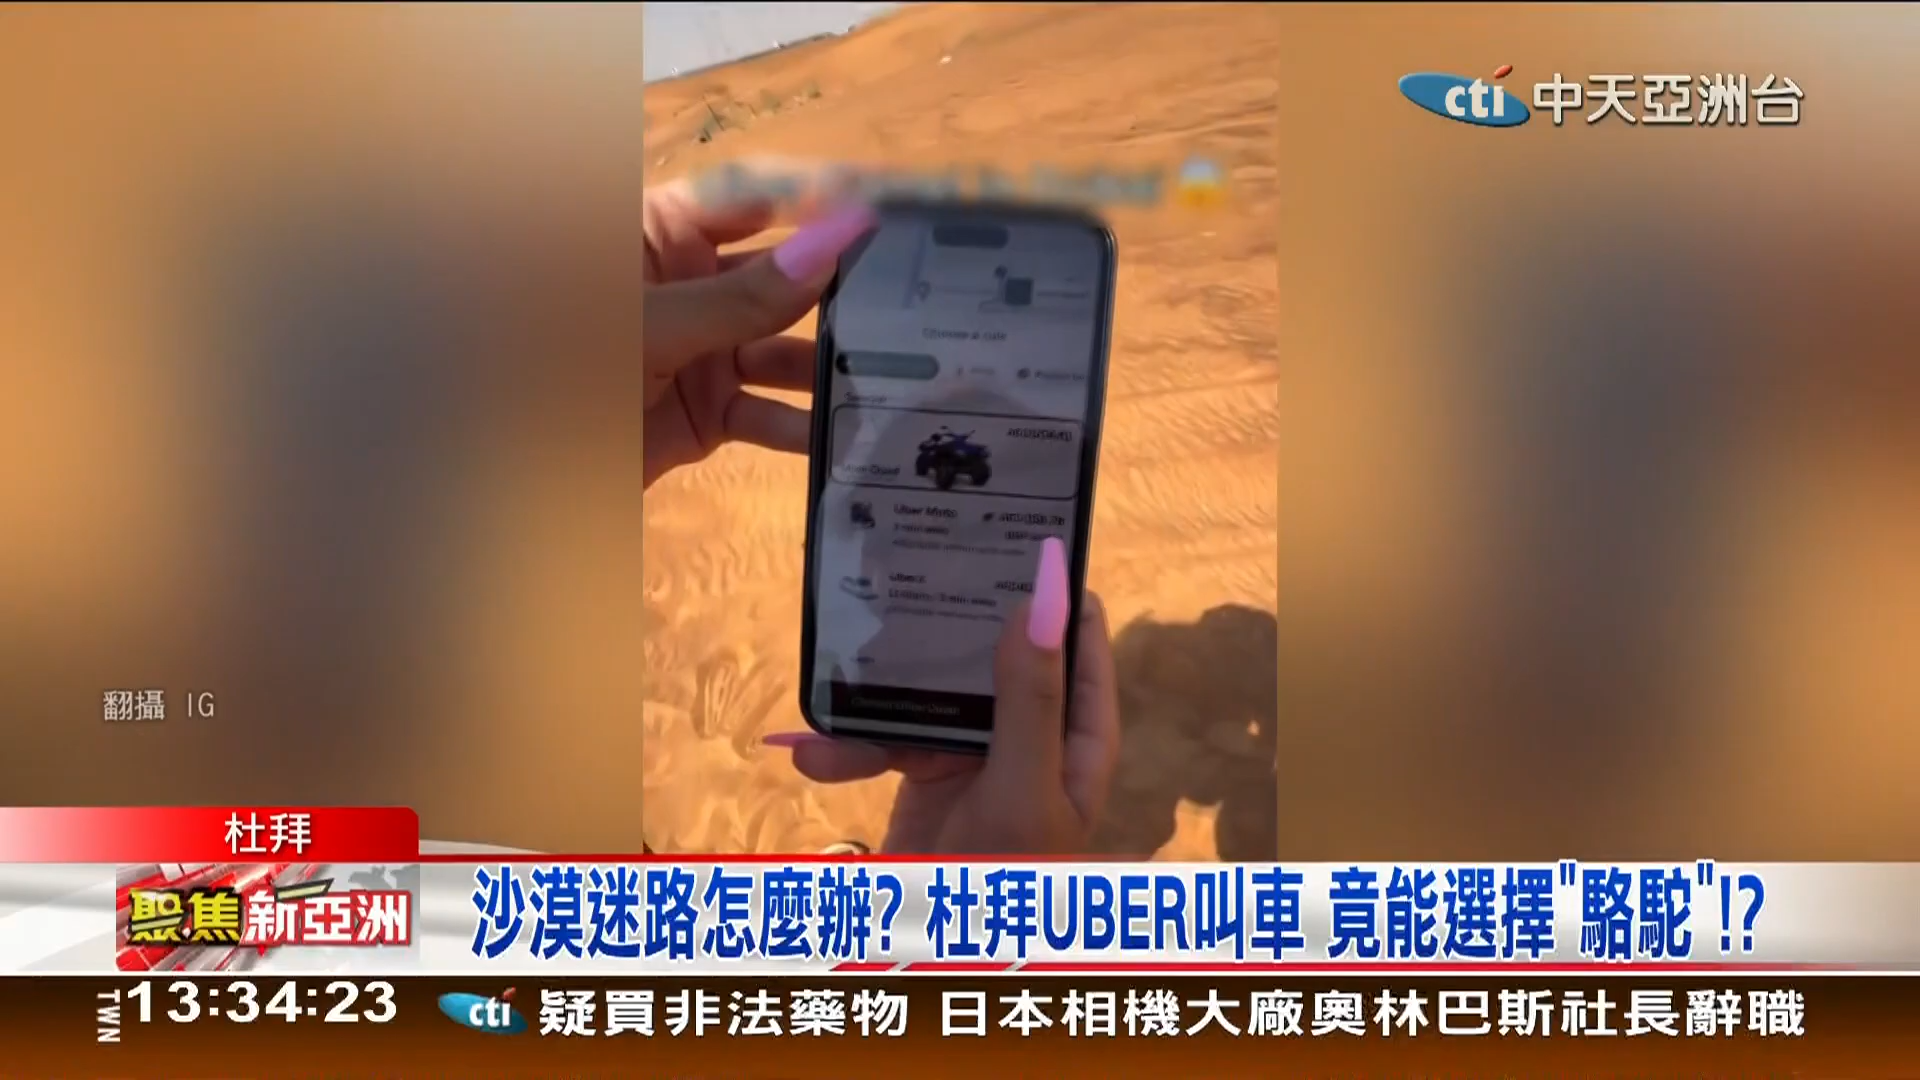 cti 中天亞洲台
Uber Moto
UberX
翻攝 IG
杜拜
聚焦新亞洲
沙漠迷路怎麼辦? 杜拜UBER叫車 竟能選擇"駱駝"!?
TWN 13:34:23
cti 疑買非法藥物 日本相機大廠奧林巴斯社長辭職